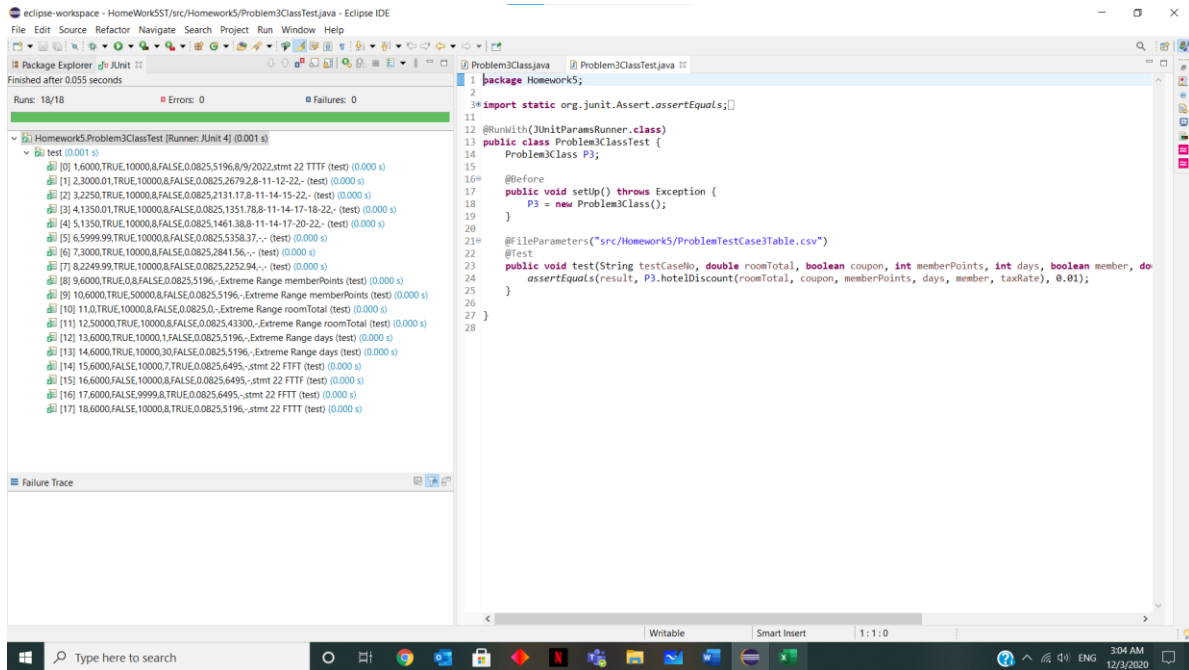 eclipse-workspace - HomeWork5ST/src/Homework5/Problem3ClassTest.java - Eclipse IDE
File Edit Source Refactor Navigate Search Project Run Window Help
Package Explorer JUnit
Finished after 0.055 seconds
Runs: 18/18 Errors: 0 Failures: 0
Homework5.Problem3ClassTest [Runner: JUnit 4] (0.001 s)
test (0.001 s)
[0] 1,6000,TRUE,10000,8,FALSE,0.0825,5196,8/9/2022,stmt 22 TTTF (test) (0.000 s)
[1] 2,3000.01,TRUE,10000,8,FALSE,0.0825,2679.2,8-11-12-22,- (test) (0.000 s)
[2] 3,2250,TRUE,10000,8,FALSE,0.0825,2131.17,8-11-14-15-22,- (test) (0.000 s)
[3] 4,1350.01,TRUE,10000,8,FALSE,0.0825,1351.78,8-11-14-17-18-22,- (test) (0.000 s)
[4] 5,1350,TRUE,10000,8,FALSE,0.0825,1461.38,8-11-14-17-20-22,- (test) (0.000 s)
[5] 6,5999.99,TRUE,10000,8,FALSE,0.0825,5358.37,-,- (test) (0.000 s)
[6] 7,3000,TRUE,10000,8,FALSE,0.0825,2841.56,-,- (test) (0.000 s)
[7] 8,2249.99,TRUE,10000,8,FALSE,0.0825,2252.94,-,- (test) (0.000 s)
[8] 9,6000,TRUE,0,8,FALSE,0.0825,5196,-,Extreme Range memberPoints (test) (0.000 s)
[9] 10,6000,TRUE,50000,8,FALSE,0.0825,5196,-,Extreme Range memberPoints (test) (0.000 s)
[10] 11,0,TRUE,10000,8,FALSE,0.0825,0,-,Extreme Range roomTotal (test) (0.000 s)
[11] 12,50000,TRUE,10000,8,FALSE,0.0825,43300,-,Extreme Range roomTotal (test) (0.000 s)
[12] 13,6000,TRUE,10000,1,FALSE,0.0825,5196,-,Extreme Range days (test) (0.000 s)
[13] 14,6000,TRUE,10000,30,FALSE,0.0825,5196,-,Extreme Range days (test) (0.000 s)
[14] 15,6000,FALSE,10000,7,TRUE,0.0825,6495,-,stmt 22 FTFT (test) (0.000 s)
[15] 16,6000,FALSE,10000,8,FALSE,0.0825,6495,-,stmt 22 FTTF (test) (0.000 s)
[16] 17,6000,FALSE,9999,8,TRUE,0.0825,6495,-,stmt 22 FFTT (test) (0.000 s)
[17] 18,6000,FALSE,10000,8,TRUE,0.0825,5196,-,stmt 22 FTTT (test) (0.000 s)
Failure Trace
Problem3Class.java Problem3ClassTest.java
1 package Homework5;
2
3 import static org.junit.Assert.assertEquals;
11
12 @RunWith(JUnitParamsRunner.class)
13 public class Problem3ClassTest {
14 Problem3Class P3;
15
16 @Before
17 public void setUp() throws Exception {
18 P3 = new Problem3Class();
19 }
20
21 @FileParameters("src/Homework5/ProblemTestCase3Table.csv")
22 @Test
23 public void test(String testCaseNo, double roomTotal, boolean coupon, int memberPoints, int days, boolean member, do
24 assertEquals(result, P3.hotelDiscount(roomTotal, coupon, memberPoints, days, member, taxRate), 0.01);
25 }
26
27 }
28
Writable Smart Insert 1:1:0
Type here to search
ENG
3:04 AM
12/3/2020